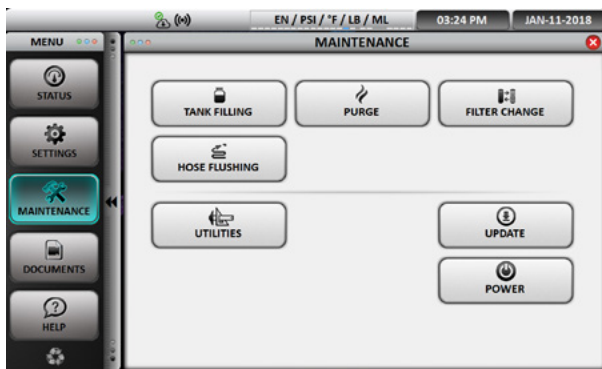 EN / PSI / °F / LB / ML 03:24 PM JAN-11-2018
MENU MAINTENANCE
STATUS
SETTINGS
MAINTENANCE
DOCUMENTS
HELP
TANK FILLING PURGE FILTER CHANGE
HOSE FLUSHING
UTILITIES UPDATE
POWER